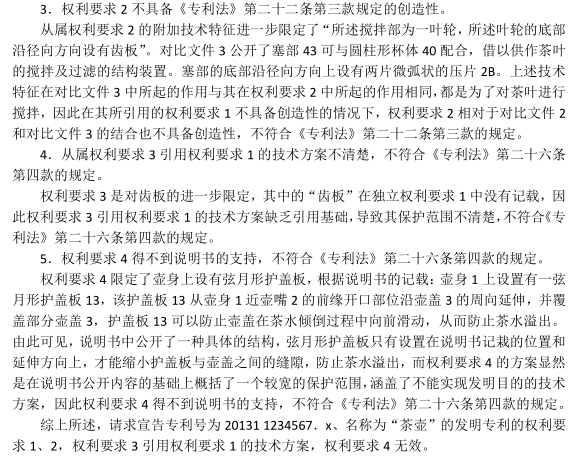 3．权利要求 2 不具备《专利法》第二十二条第三款规定的创造性。
从属权利要求 2 的附加技术特征进一步限定了“所述搅拌部为一叶轮，所述叶轮的底部
沿径向方向设有齿板”。对比文件 3 公开了塞部 43 可与圆柱形杯体 40 配合，借以供作茶叶
的搅拌及过滤的结构装置。塞部的底部沿径向方向上设有两片微弧状的压片 2B。上述技术
特征在对比文件 3 中所起的作用与其在权利要求 2 中所起的作用相同，都是为了对茶叶进行
搅拌，因此在其所引用的权利要求 1 不具备创造性的情况下，权利要求 2 相对于对比文件 2
和对比文件 3 的结合也不具备创造性，不符合《专利法》第二十二条第三款的规定。
4．从属权利要求 3 引用权利要求 1 的技术方案不清楚，不符合《专利法》第二十六条
第四款的规定。
权利要求 3 是对齿板的进一步限定，其中的“齿板”在独立权利要求 1 中没有记载，因
此权利要求 3 引用权利要求 1 的技术方案缺乏引用基础，导致其保护范围不清楚，不符合《专
利法》第二十六条第四款的规定。
5．权利要求 4 得不到说明书的支持，不符合《专利法》第二十六条第四款的规定。
权利要求 4 限定了壶身上设有弦月形护盖板，根据说明书的记载：壶身 1 上设置有一弦
月形护盖板 13，该护盖板 13 从壶身 1 近壶嘴 2 的前缘开口部位沿壶盖 3 的周向延伸，并覆
盖部分壶盖 3，护盖板 13 可以防止壶盖在茶水倾倒过程中向前滑动，从而防止茶水溢出。
由此可见，说明书中公开了一种具体的结构，弦月形护盖板只有设置在说明书记栽的位置和
延伸方向上，才能缩小护盖板与壶盖之间的缝隙，防止茶水溢出，而权利要求 4 的方案显然
是在说明书公开内容的基础上概括了一个较宽的保护范围，涵盖了不能实现发明目的的技术
方案，因此权利要求 4 得不到说明书的支持，不符合《专利法》第二十六条第四款的规定。
综上所述，请求宣告专利号为 20131 1234567．x、名称为“茶壶”的发明专利的权利要
求 1、2，权利要求 3 引用权利要求 1 的技术方案，权利要求 4 无效。